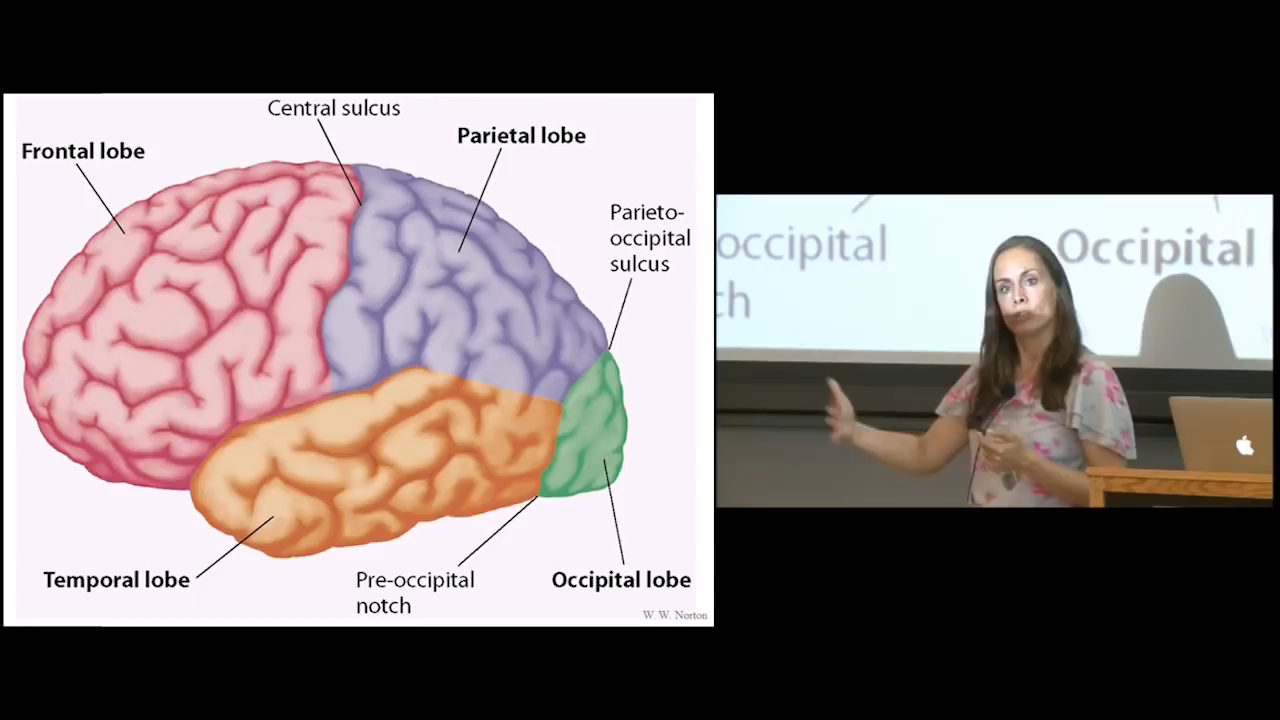 Central sulcus
Frontal lobe
Parietal lobe
Parieto-
occipital
sulcus
Temporal lobe
Pre-occipital
notch
Occipital lobe
W. W. Norton
occipital
Occipital
ch